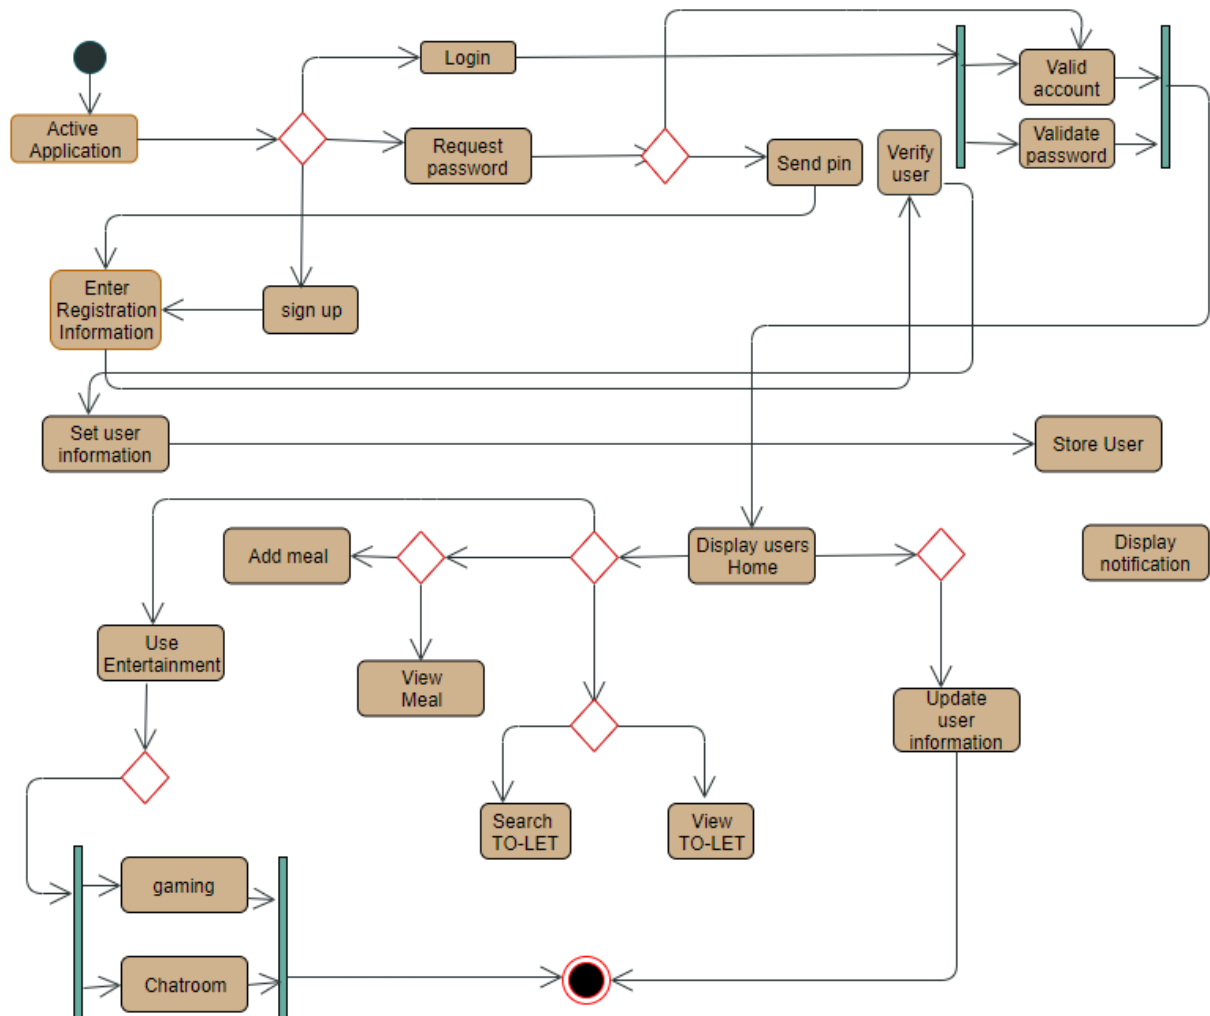 Login
Valid
account
Active
Application
Request
password
Send pin
Verify
user
Validate
password
Enter
Registration
Information
sign up
Set user
information
Store User
Add meal
Display users
Home
Display
notification
Use
Entertainment
View
Meal
Update
user
information
Search
TO-LET
View
TO-LET
gaming
Chatroom